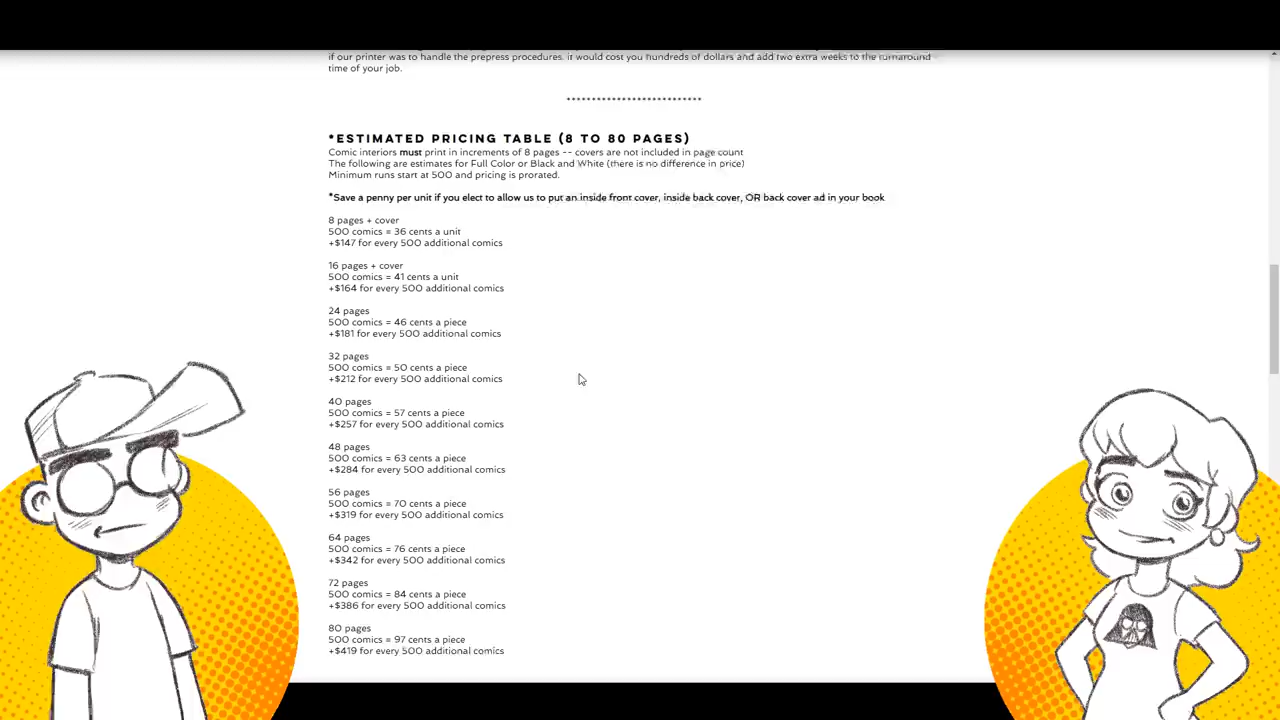 if our printer was to handle the prepress procedures. it would cost you hundreds of dollars and add two extra weeks to the turnaround
time of your job.
***************************
*ESTIMATED PRICING TABLE (8 TO 80 PAGES)
Comic interiors must print in increments of 8 pages -- covers are not included in page count
The following are estimates for Full Color or Black and White (there is no difference in price)
Minimum runs start at 500 and pricing is prorated.
*Save a penny per unit if you elect to allow us to put an inside front cover, inside back cover, OR back cover ad in your book
8 pages + cover
500 comics = 36 cents a unit
+$147 for every 500 additional comics
16 pages + cover
500 comics = 41 cents a unit
+$164 for every 500 additional comics
24 pages
500 comics = 46 cents a piece
+$181 for every 500 additional comics
32 pages
500 comics = 50 cents a piece
+$212 for every 500 additional comics
40 pages
500 comics = 57 cents a piece
+$257 for every 500 additional comics
48 pages
500 comics = 63 cents a piece
+$284 for every 500 additional comics
56 pages
500 comics = 70 cents a piece
+$319 for every 500 additional comics
64 pages
500 comics = 76 cents a piece
+$342 for every 500 additional comics
72 pages
500 comics = 84 cents a piece
+$386 for every 500 additional comics
80 pages
500 comics = 97 cents a piece
+$419 for every 500 additional comics